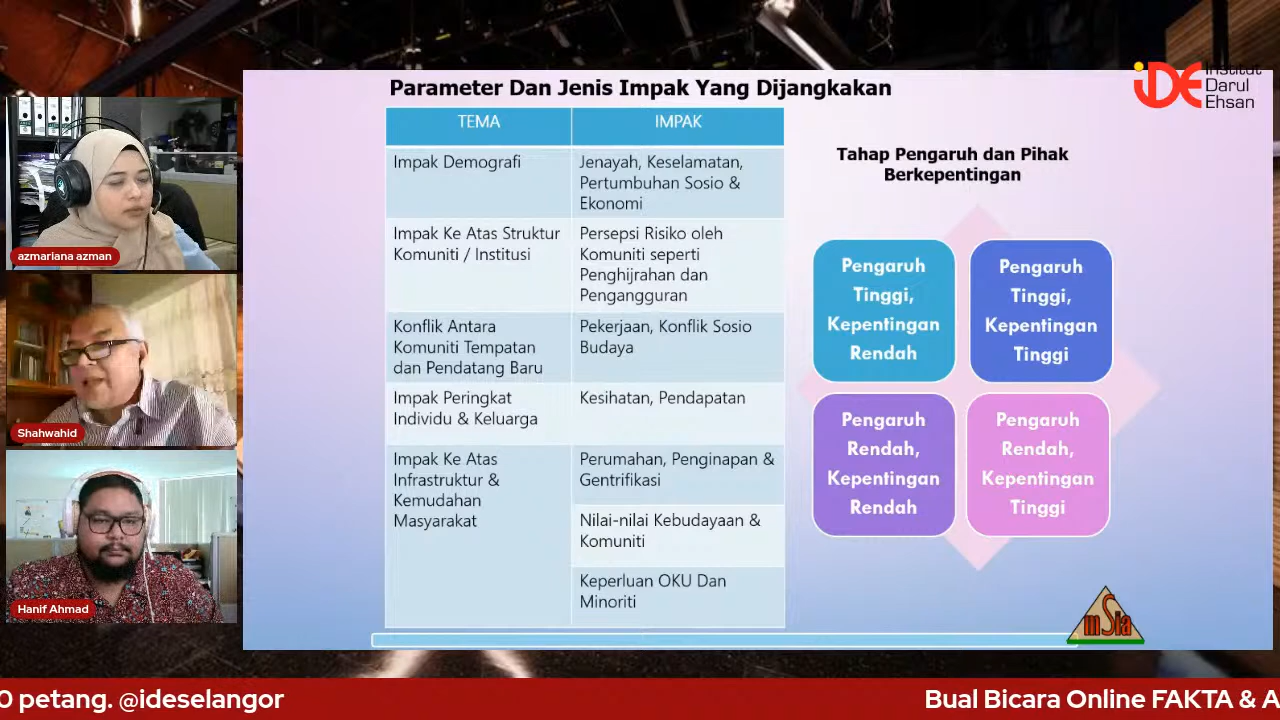 Parameter Dan Jenis Impak Yang Dijangkakan
iDE
Institut
Darul
Ehsan
TEMA
IMPAK
Impak Demografi
Jenayah, Keselamatan,
Pertumbuhan Sosio &
Ekonomi
Impak Ke Atas Struktur
Komuniti / Institusi
Persepsi Risiko oleh
Komuniti seperti
Penghijrahan dan
Pengangguran
Konflik Antara
Komuniti Tempatan
dan Pendatang Baru
Pekerjaan, Konflik Sosio
Budaya
Impak Peringkat
Individu & Keluarga
Kesihatan, Pendapatan
Impak Ke Atas
Infrastruktur &
Kemudahan
Masyarakat
Perumahan, Penginapan &
Gentrifikasi
Nilai-nilai Kebudayaan &
Komuniti
Keperluan OKU Dan
Minoriti
Tahap Pengaruh dan Pihak
Berkepentingan
Pengaruh
Tinggi,
Kepentingan
Rendah
Pengaruh
Tinggi,
Kepentingan
Tinggi
Pengaruh
Rendah,
Kepentingan
Rendah
Pengaruh
Rendah,
Kepentingan
Tinggi
mSia
azmariana azman
Shahwahid
Hanif Ahmad
0 petang. @ideselangor
Bual Bicara Online FAKTA & A